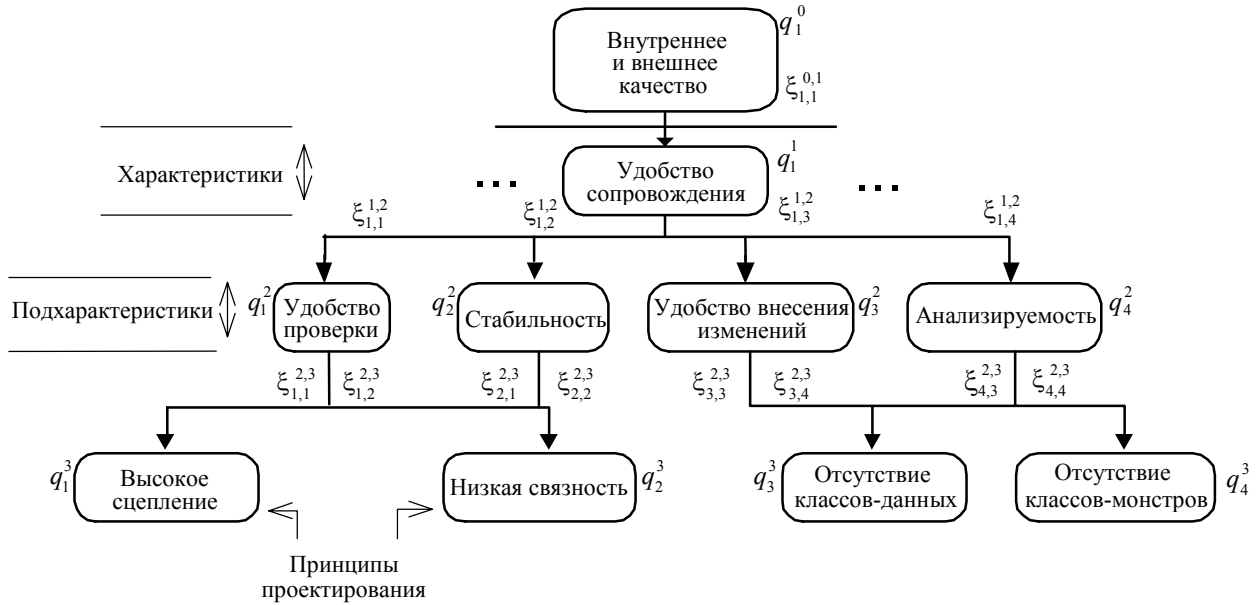 q₁⁰
Внутреннее
и внешнее
качество
ξ₁,₁⁰,¹
q₁¹
Характеристики
Удобство
сопровождения
...
...
ξ₁,₁¹,²
ξ₁,₂¹,²
ξ₁,₃¹,²
ξ₁,₄¹,²
Подхарактеристики
q₁²
Удобство
проверки
q₂²
Стабильность
Удобство внесения
изменений
q₃²
Анализируемость
q₄²
ξ₁,₁²,³
ξ₁,₂²,³
ξ₂,₁²,³
ξ₂,₂²,³
ξ₃,₃²,³
ξ₃,₄²,³
ξ₄,₃²,³
ξ₄,₄²,³
q₁³
Высокое
сцепление
Низкая связность
q₂³
q₃³
Отсутствие
классов-данных
Отсутствие
классов-монстров
q₄³
Принципы
проектирования